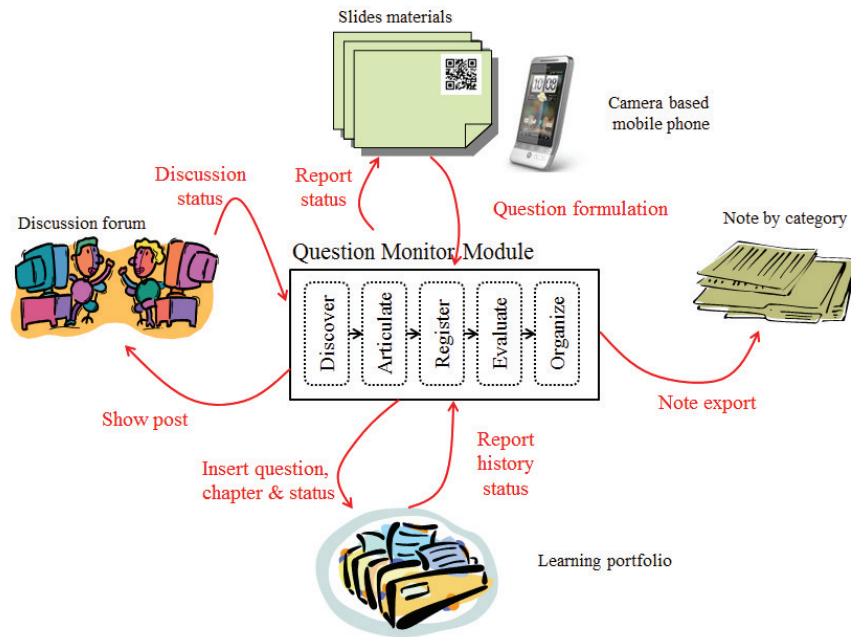 Slides materials
10:08
Camera based
mobile phone
Discussion
status
Report
status
Question formulation
Discussion forum
Note by category
Question Monitor Module
Discover
Articulate
Register
Evaluate
Organize
Show post
Note export
Insert question,
chapter & status
Report
history
status
Learning portfolio